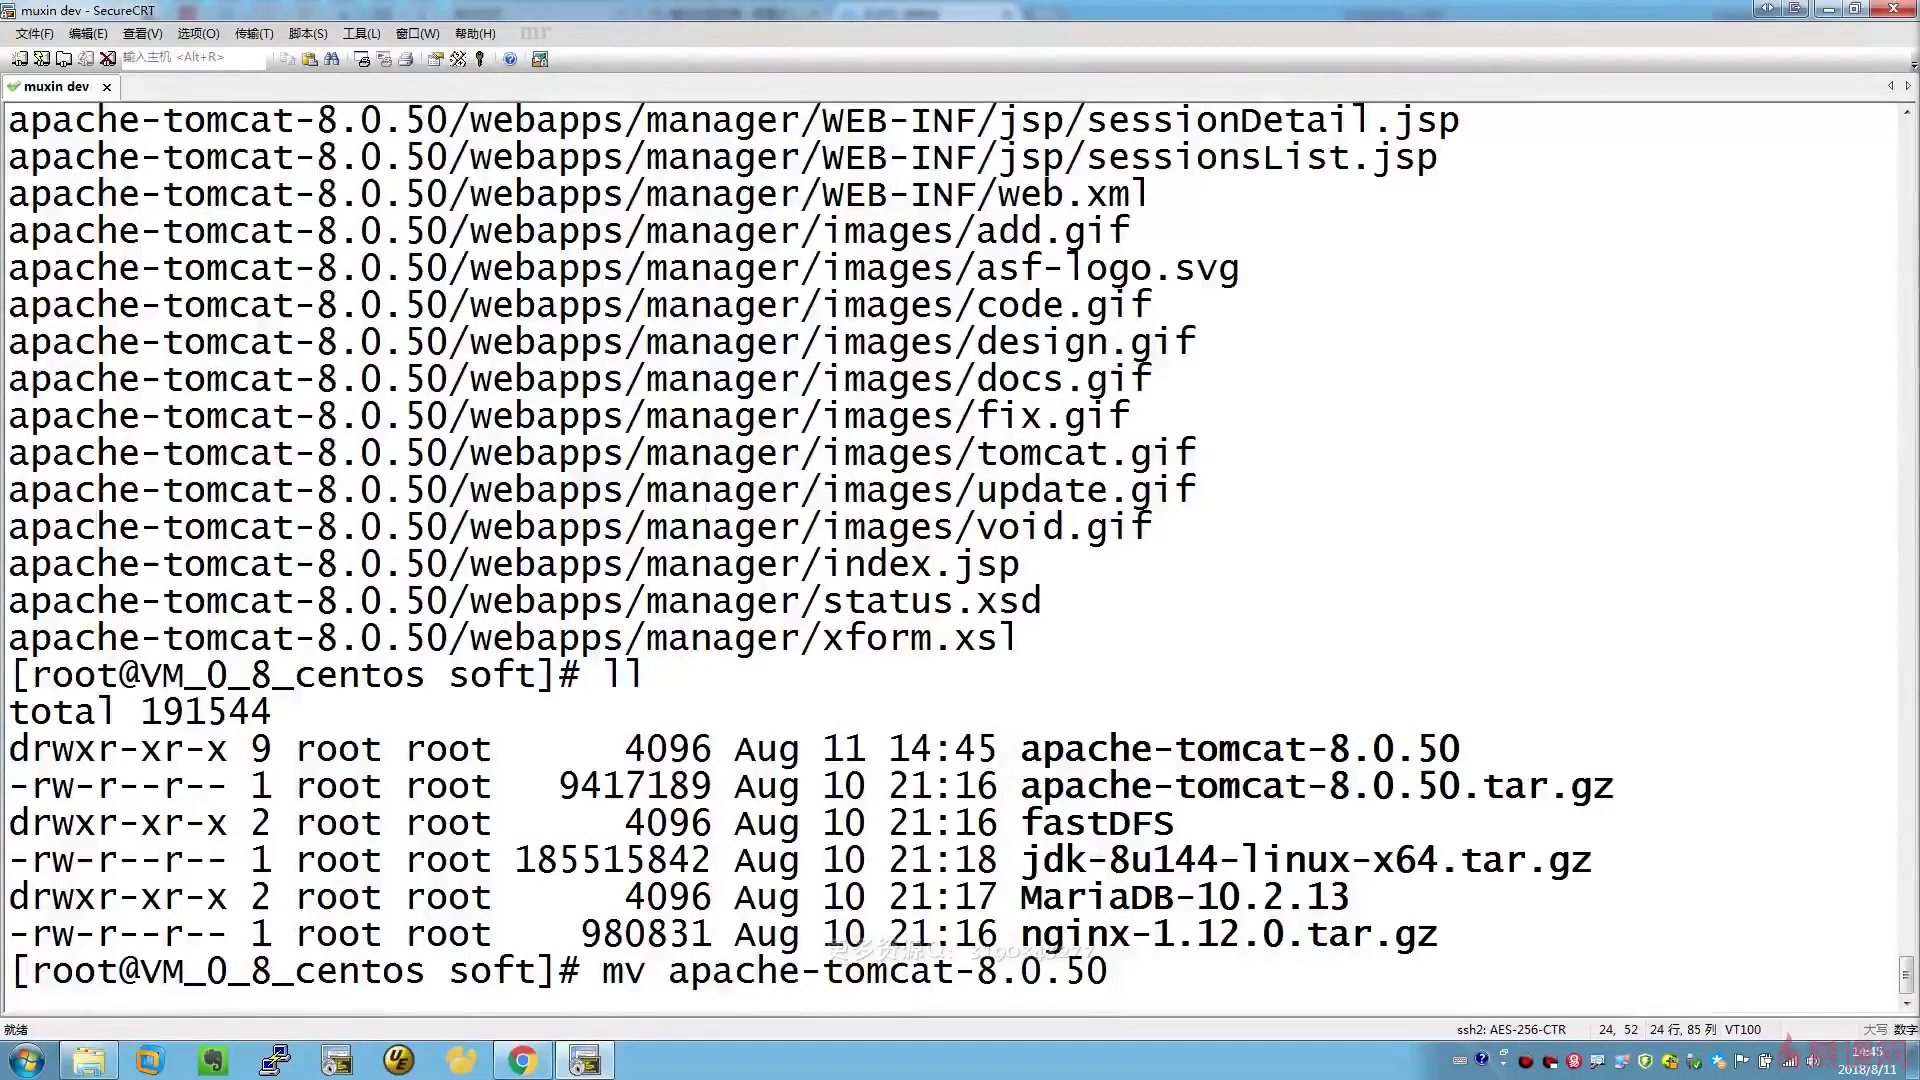 muxin dev - SecureCRT
文件(F) 编辑(E) 查看(V) 选项(O) 传输(T) 脚本(S) 工具(L) 窗口(W) 帮助(H)
输入主机 <Alt+R>
muxin dev
apache-tomcat-8.0.50/webapps/manager/WEB-INF/jsp/sessionDetail.jsp
apache-tomcat-8.0.50/webapps/manager/WEB-INF/jsp/sessionsList.jsp
apache-tomcat-8.0.50/webapps/manager/WEB-INF/web.xml
apache-tomcat-8.0.50/webapps/manager/images/add.gif
apache-tomcat-8.0.50/webapps/manager/images/asf-logo.svg
apache-tomcat-8.0.50/webapps/manager/images/code.gif
apache-tomcat-8.0.50/webapps/manager/images/design.gif
apache-tomcat-8.0.50/webapps/manager/images/docs.gif
apache-tomcat-8.0.50/webapps/manager/images/fix.gif
apache-tomcat-8.0.50/webapps/manager/images/tomcat.gif
apache-tomcat-8.0.50/webapps/manager/images/update.gif
apache-tomcat-8.0.50/webapps/manager/images/void.gif
apache-tomcat-8.0.50/webapps/manager/index.jsp
apache-tomcat-8.0.50/webapps/manager/status.xsd
apache-tomcat-8.0.50/webapps/manager/xform.xsl
[root@VM_0_8_centos soft]# ll
total 191544
drwxr-xr-x 9 root root 4096 Aug 11 14:45 apache-tomcat-8.0.50
-rw-r--r-- 1 root root 9417189 Aug 10 21:16 apache-tomcat-8.0.50.tar.gz
drwxr-xr-x 2 root root 4096 Aug 10 21:16 fastDFS
-rw-r--r-- 1 root root 185515842 Aug 10 21:18 jdk-8u144-linux-x64.tar.gz
drwxr-xr-x 2 root root 4096 Aug 10 21:17 MariaDB-10.2.13
-rw-r--r-- 1 root root 980831 Aug 10 21:16 nginx-1.12.0.tar.gz
[root@VM_0_8_centos soft]# mv apache-tomcat-8.0.50
就绪 ssh2: AES-256-CTR 24, 52 24 行, 85 列 VT100 大写 数字
14:45
2018/8/11